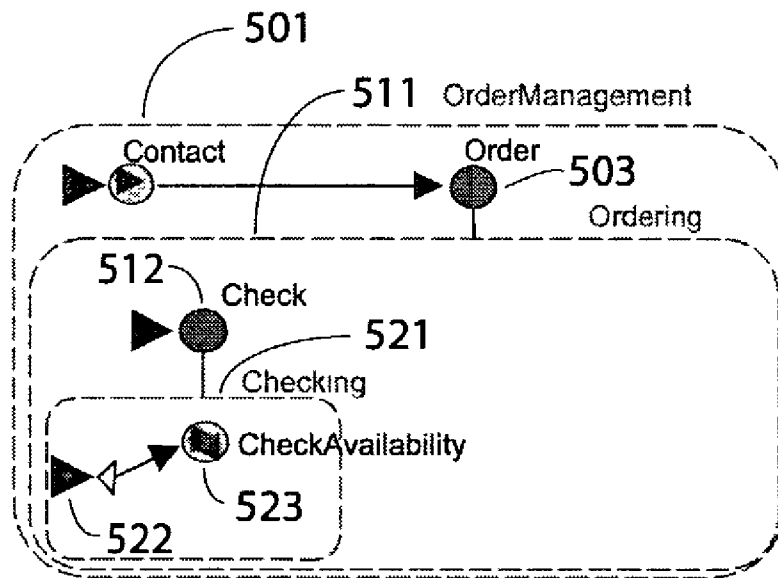 501
511 OrderManagement
Contact
Order
503
Ordering
512
Check
521
Checking
CheckAvailability
522
523